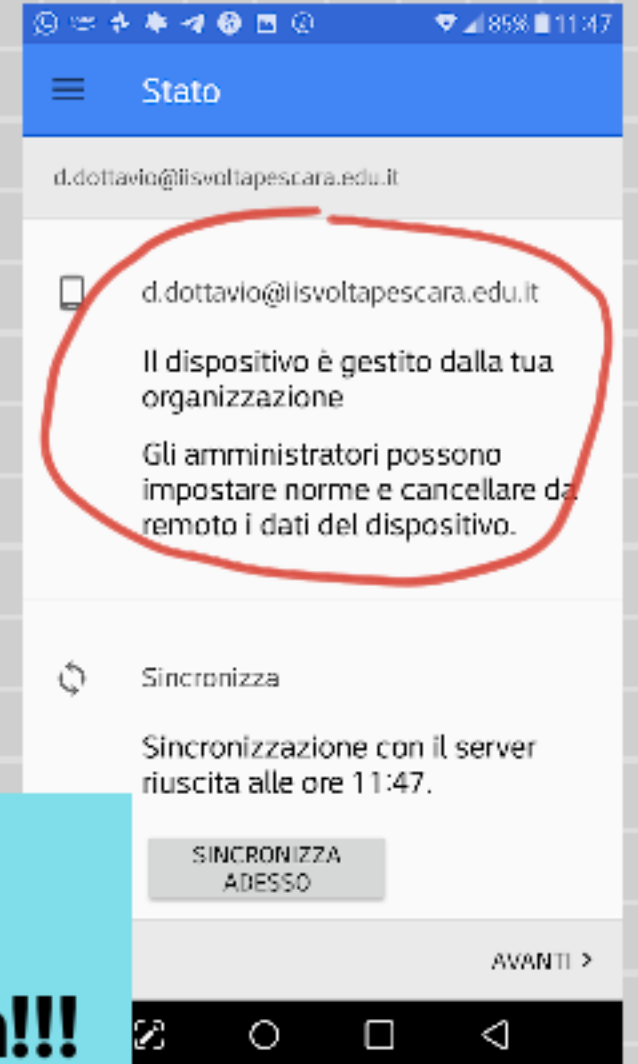 85% 11:47
Stato
d.dottavio@iisvoltapescara.edu.it
d.dottavio@iisvoltapescara.edu.it
Il dispositivo è gestito dalla tua
organizzazione
Gli amministratori possono
impostare norme e cancellare da
remoto i dati del dispositivo.
Sincronizza
Sincronizzazione con il server
riuscita alle ore 11:47.
SINCRONIZZA
ADESSO
AVANTI >
!!!